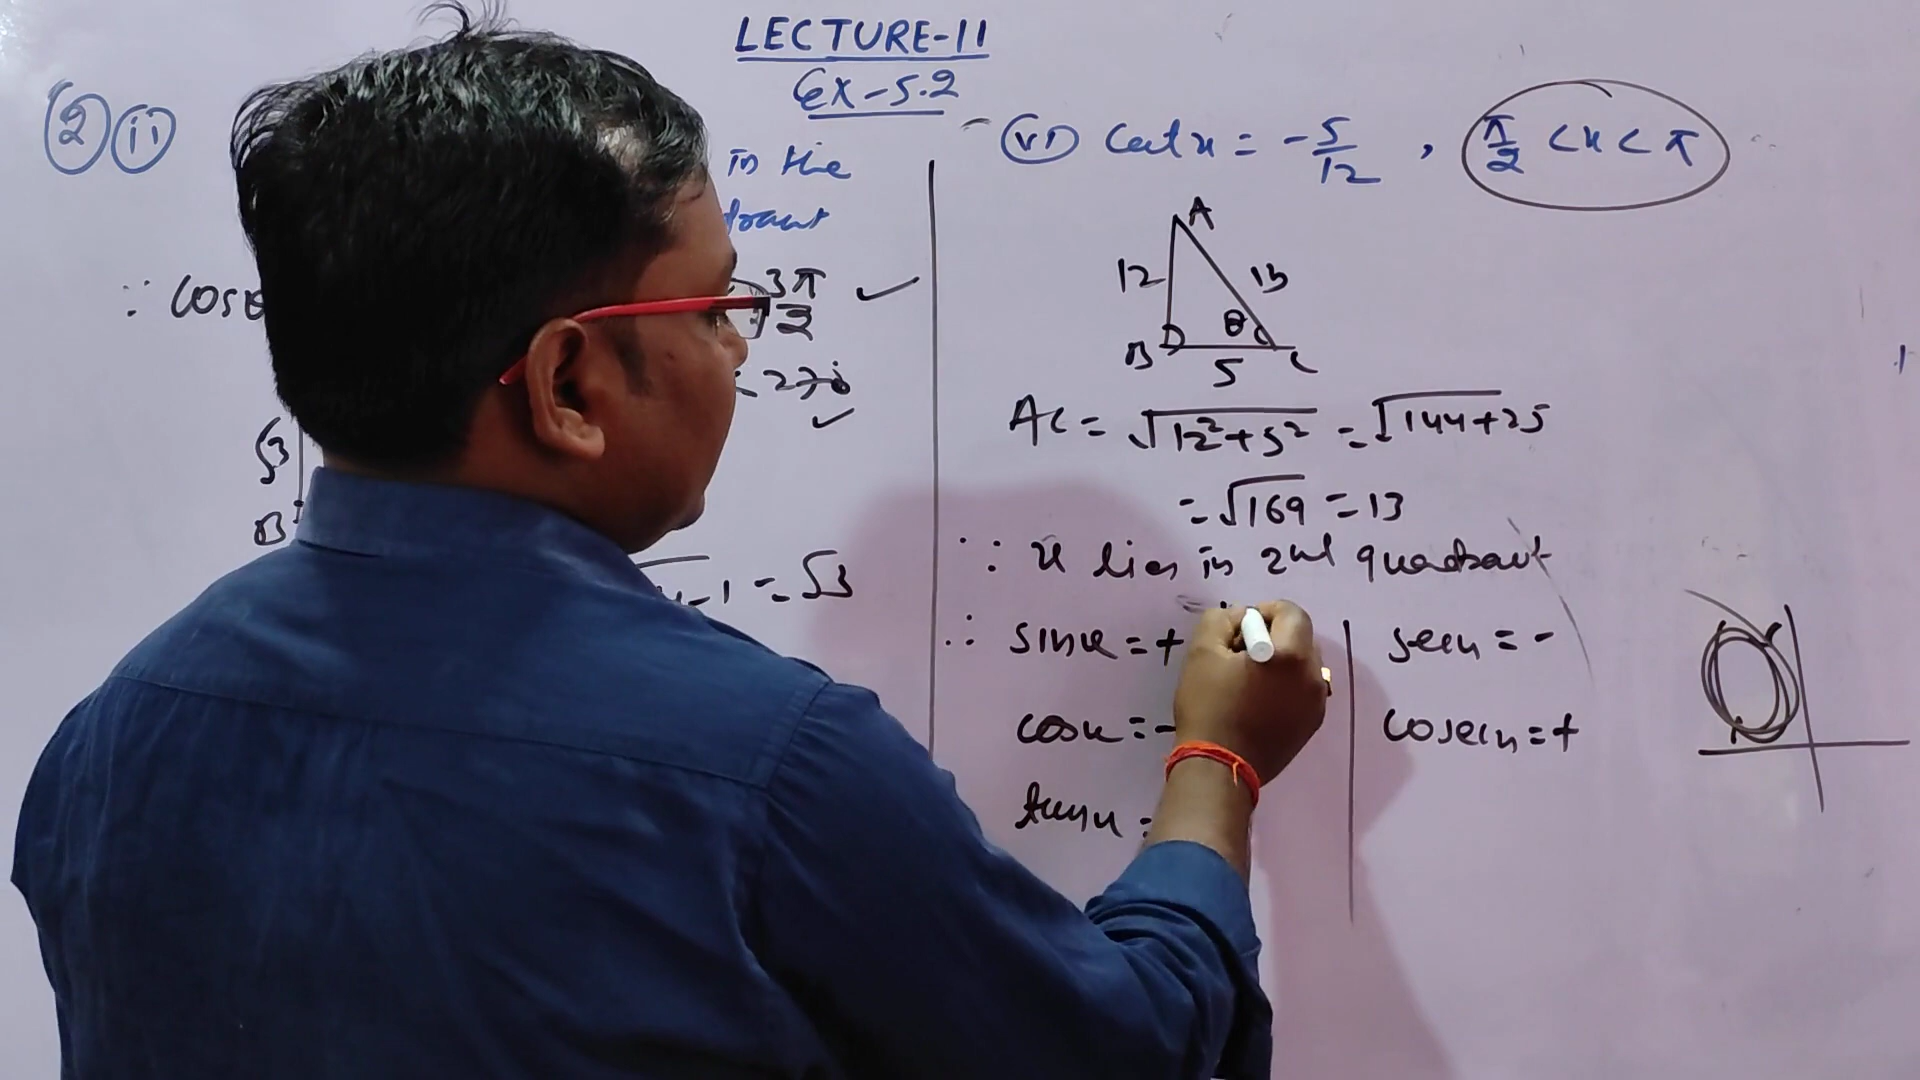 LECTURE-11
Ex-5.2
2 ii
in the
∵ cos
3π/2
√3
B
-1 = √3
vi) cot x = -5/12 , π/2 < x < π
A
12 13
θ
B C
5
AC = √12²+5² = √144+25
= √169 = 13
∵ x lies in 2nd quadrant
∴ sinx = + secx = -
cosx = - cosecx = +
tanx =